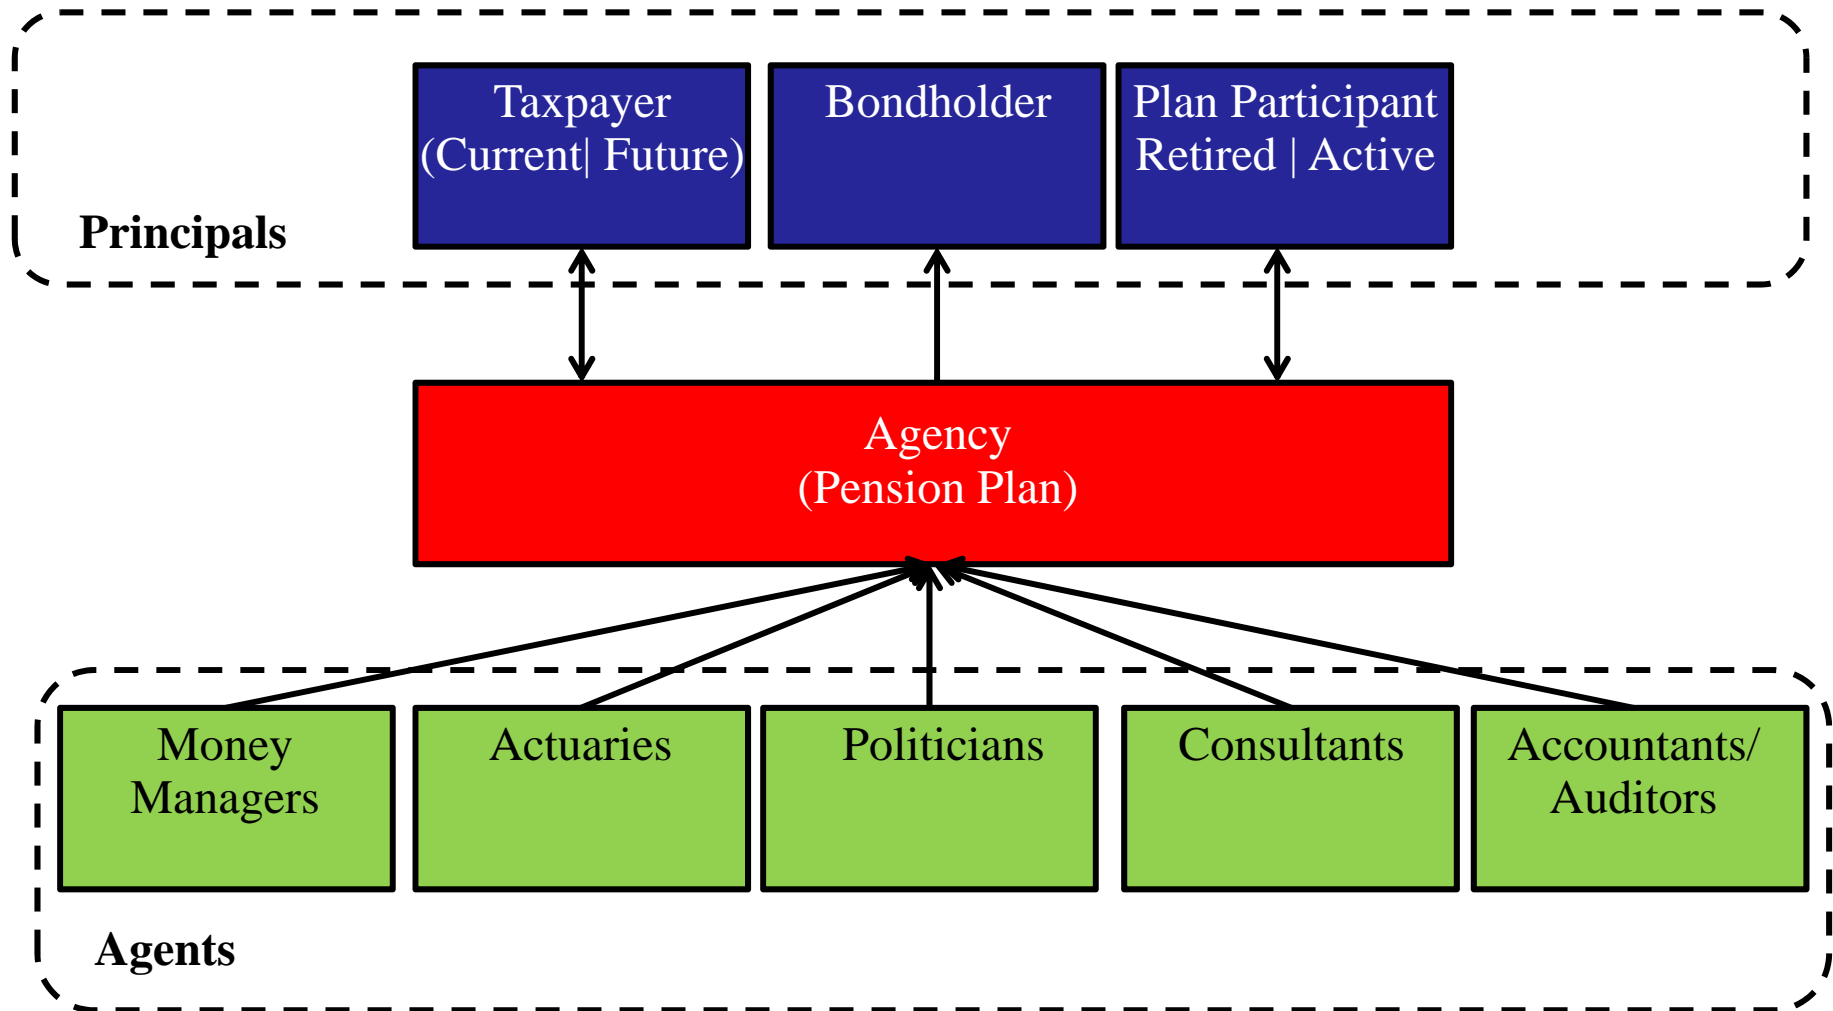 Taxpayer
(Current| Future)
Bondholder
Plan Participant
Retired | Active
Principals
Agency
(Pension Plan)
Money
Managers
Actuaries
Politicians
Consultants
Accountants/
Auditors
Agents